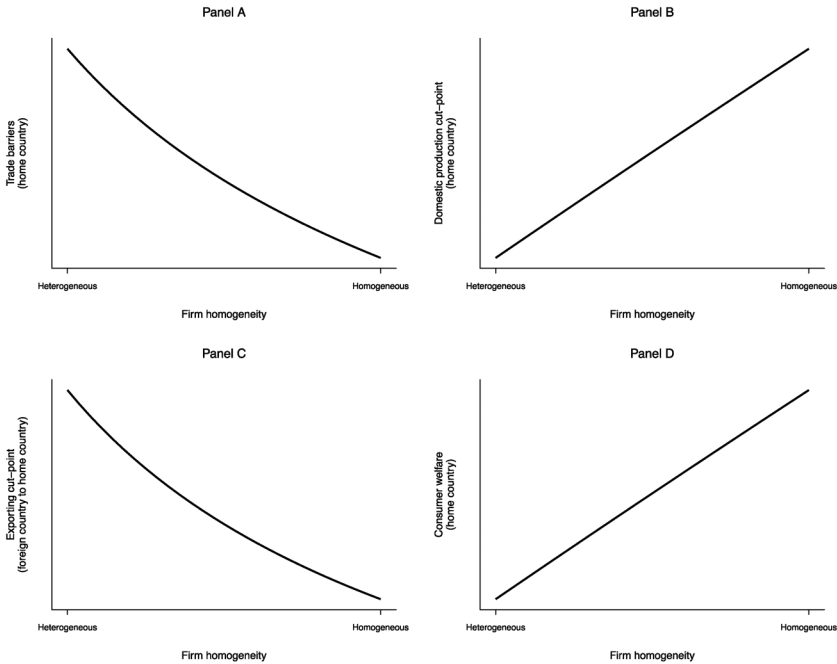 Panel A
Trade barriers
(home country)
Heterogeneous
Homogeneous
Firm homogeneity
Panel B
Domestic production cut−point
(home country)
Heterogeneous
Homogeneous
Firm homogeneity
Panel C
Exporting cut−point
(foreign country to home country)
Heterogeneous
Homogeneous
Firm homogeneity
Panel D
Consumer welfare
(home country)
Heterogeneous
Homogeneous
Firm homogeneity